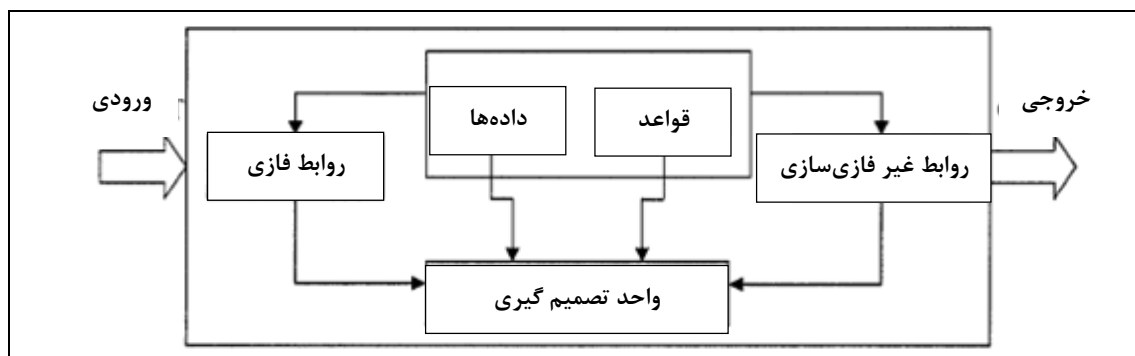 ورودی
خروجی
داده‌ها
قواعد
روابط فازی
روابط غیر فازی‌سازی
واحد تصمیم گیری